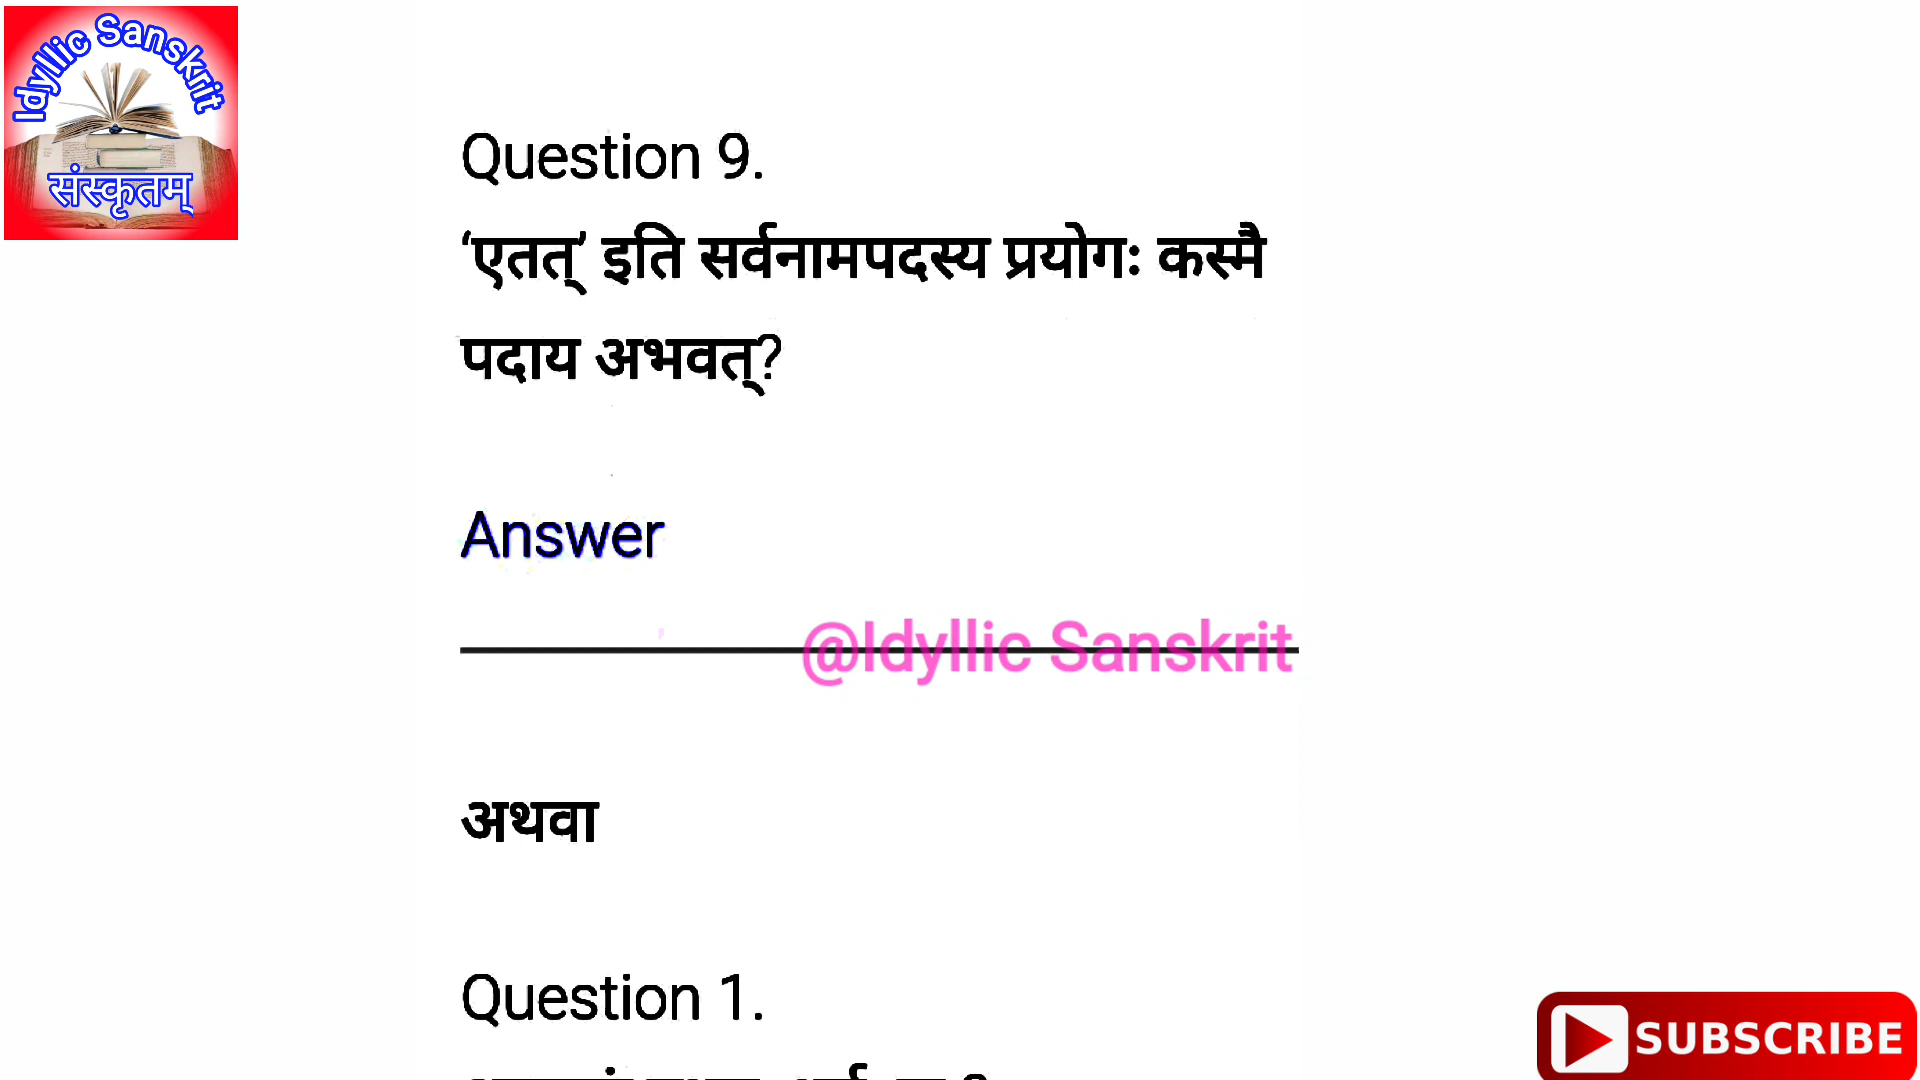 Idyllic Sanskrit
संस्कृतम्
Question 9.
‘एतत्’ इति सर्वनामपदस्य प्रयोगः कस्मै
पदाय अभवत्?
Answer
@Idyllic Sanskrit
अथवा
Question 1.
SUBSCRIBE